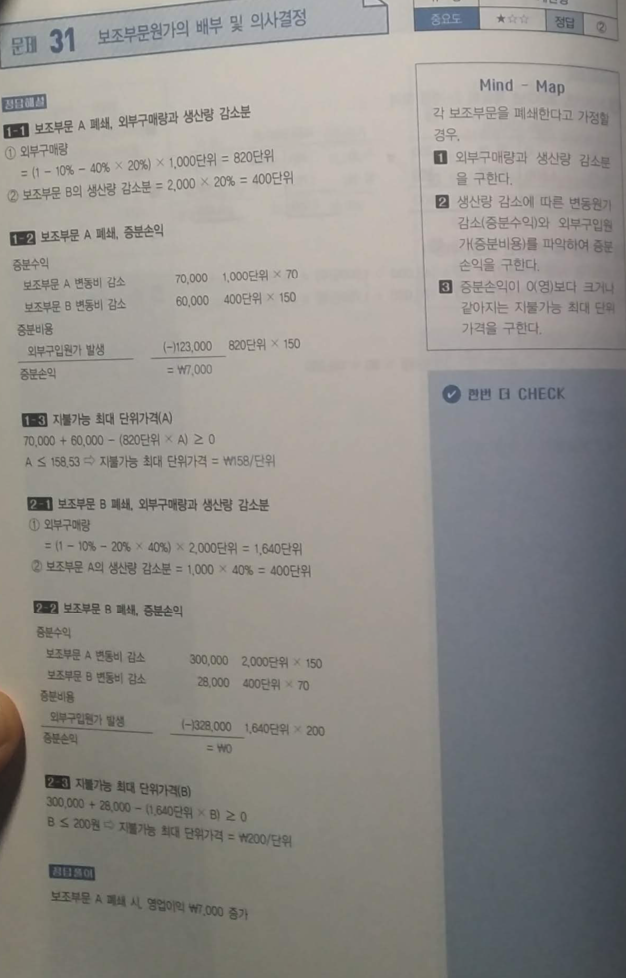 문제 31 보조부문원가의 배부 및 의사결정
중요도 ★☆☆ 정답 ②
정답해설
1-1 보조부문 A 폐쇄, 외부구매량과 생산량 감소분
① 외부구매량
= (1 - 10% - 40% × 20%) × 1,000단위 = 820단위
② 보조부문 B의 생산량 감소분 = 2,000 × 20% = 400단위
1-2 보조부문 A 폐쇄, 증분손익
증분수익
보조부문 A 변동비 감소 70,000 1,000단위 × 70
보조부문 B 변동비 감소 60,000 400단위 × 150
증분비용
외부구입원가 발생 (-)123,000 820단위 × 150
증분손익 = ₩7,000
1-3 지불가능 최대 단위가격(A)
70,000 + 60,000 - (820단위 × A) ≥ 0
A ≤ 158.53 ⇨ 지불가능 최대 단위가격 = ₩158/단위
2-1 보조부문 B 폐쇄, 외부구매량과 생산량 감소분
① 외부구매량
= (1 - 10% - 20% × 40%) × 2,000단위 = 1,640단위
② 보조부문 A의 생산량 감소분 = 1,000 × 40% = 400단위
2-2 보조부문 B 폐쇄, 증분손익
증분수익
보조부문 A 변동비 감소 300,000 2,000단위 × 150
보조부문 B 변동비 감소 28,000 400단위 × 70
증분비용
외부구입원가 발생 (-)328,000 1,640단위 × 200
증분손익 = ₩0
2-3 지불가능 최대 단위가격(B)
300,000 + 28,000 - (1,640단위 × B) ≥ 0
B ≤ 200원 ⇨ 지불가능 최대 단위가격 = ₩200/단위
정답풀이
보조부문 A 폐쇄 시, 영업이익 ₩7,000 증가
Mind - Map
각 보조부문을 폐쇄한다고 가정할
경우,
1 외부구매량과 생산량 감소분
을 구한다.
2 생산량 감소에 따른 변동원가
감소(증분수익)와 외부구입원
가(증분비용)를 파악하여 증분
손익을 구한다.
3 증분손익이 0(영)보다 크거나
같아지는 지불가능 최대 단위
가격을 구한다.
한번 더 CHECK